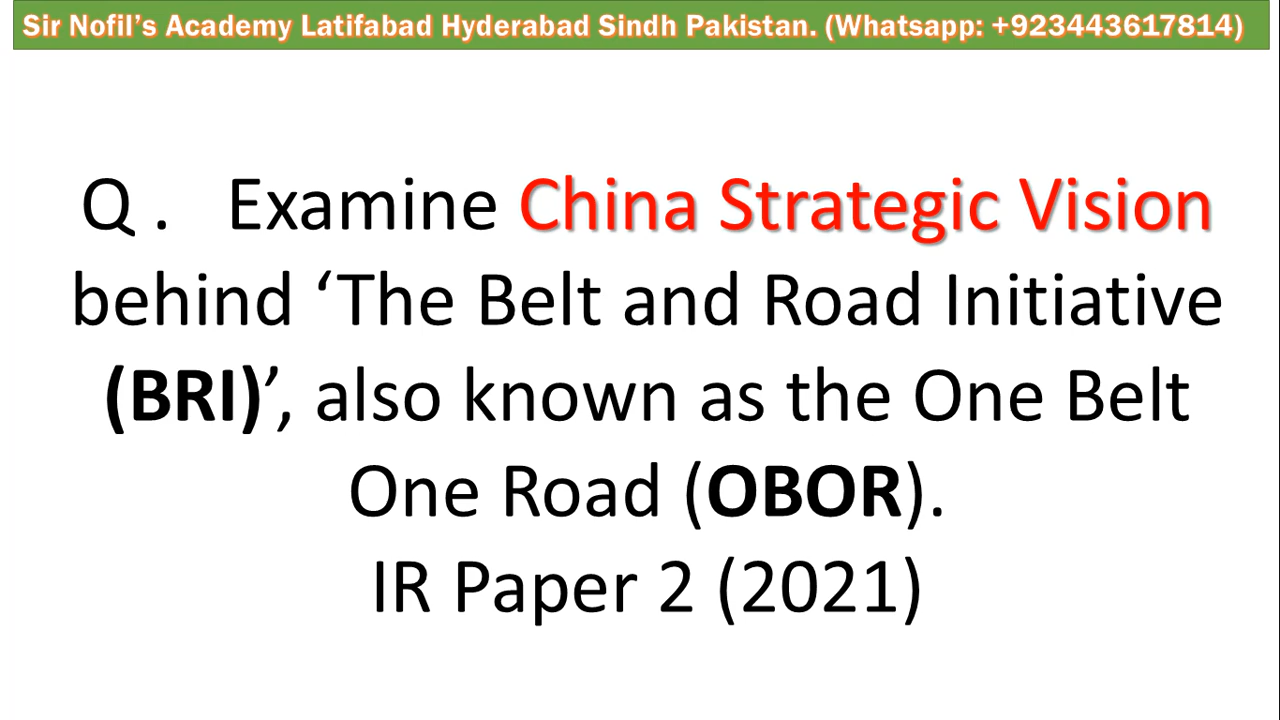 Sir Nofil's Academy Latifabad Hyderabad Sindh Pakistan. (Whatsapp: +923443617814)
Q . Examine China Strategic Vision
behind ‘The Belt and Road Initiative
(BRI)’, also known as the One Belt
One Road (OBOR).
IR Paper 2 (2021)